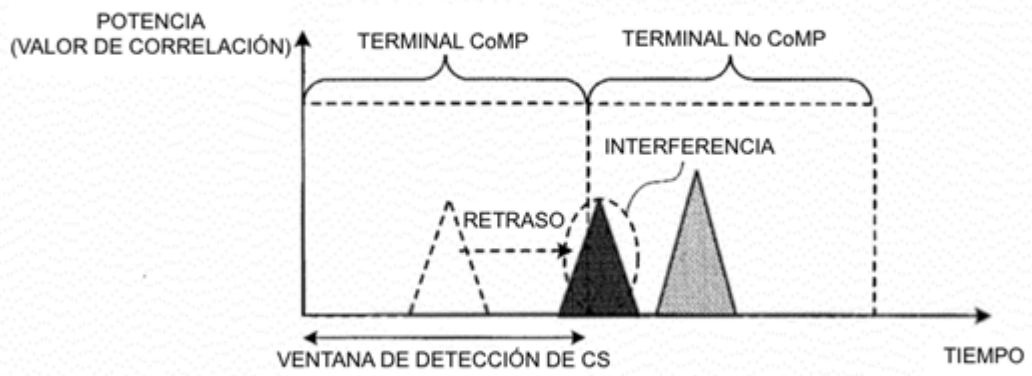 POTENCIA
(VALOR DE CORRELACIÓN)
TERMINAL CoMP
TERMINAL No CoMP
INTERFERENCIA
RETRASO
VENTANA DE DETECCIÓN DE CS
TIEMPO